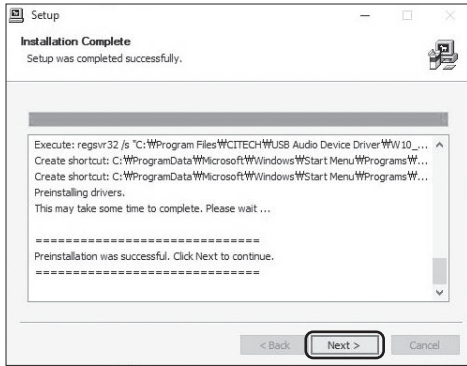 Setup
Installation Complete
Setup was completed successfully.
Execute: regsvr32 /s "C:₩Program Files₩CITECH₩USB Audio Device Driver₩W10_...
Create shortcut: C:₩ProgramData₩Microsoft₩Windows₩Start Menu₩Programs₩...
Create shortcut: C:₩ProgramData₩Microsoft₩Windows₩Start Menu₩Programs₩...
Preinstalling drivers.
This may take some time to complete. Please wait ...
==============================
Preinstallation was successful. Click Next to continue.
==============================
< Back Next > Cancel